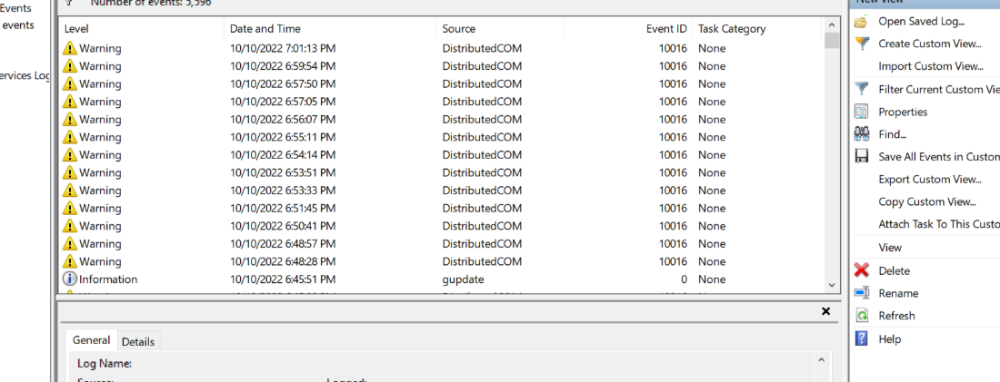 Events
events
ervices Log
Number of events: 5,596
Level Date and Time Source Event ID Task Category
Warning 10/10/2022 7:01:13 PM DistributedCOM 10016 None
Warning 10/10/2022 6:59:54 PM DistributedCOM 10016 None
Warning 10/10/2022 6:57:50 PM DistributedCOM 10016 None
Warning 10/10/2022 6:57:05 PM DistributedCOM 10016 None
Warning 10/10/2022 6:56:07 PM DistributedCOM 10016 None
Warning 10/10/2022 6:55:11 PM DistributedCOM 10016 None
Warning 10/10/2022 6:54:14 PM DistributedCOM 10016 None
Warning 10/10/2022 6:53:51 PM DistributedCOM 10016 None
Warning 10/10/2022 6:53:33 PM DistributedCOM 10016 None
Warning 10/10/2022 6:51:45 PM DistributedCOM 10016 None
Warning 10/10/2022 6:50:41 PM DistributedCOM 10016 None
Warning 10/10/2022 6:48:57 PM DistributedCOM 10016 None
Warning 10/10/2022 6:48:28 PM DistributedCOM 10016 None
Information 10/10/2022 6:45:51 PM gupdate 0 None
General Details
Log Name:
Source: Logged:
New View
Open Saved Log...
Create Custom View...
Import Custom View...
Filter Current Custom Vie
Properties
Find...
Save All Events in Custom
Export Custom View...
Copy Custom View...
Attach Task To This Custo
View
Delete
Rename
Refresh
Help